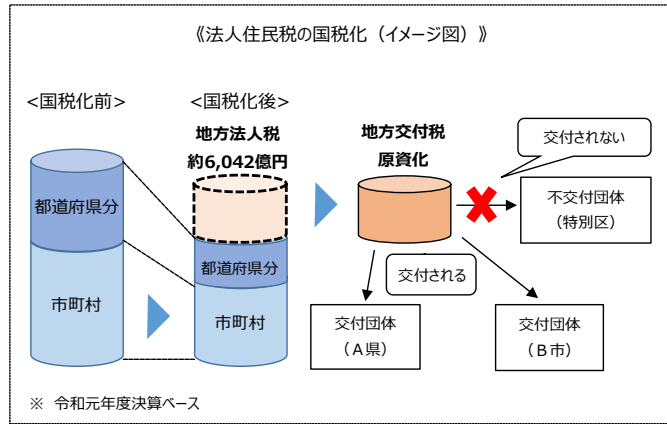 《法人住民税の国税化（イメージ図）》
<国税化前>
<国税化後>
地方法人税
約6,042億円
地方交付税
原資化
交付されない
都道府県分
市町村
都道府県分
市町村
不交付団体
（特別区）
交付される
交付団体
（Ａ県）
交付団体
（Ｂ市）
※ 令和元年度決算ベース